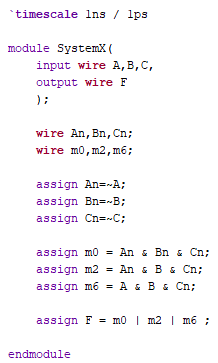 `timescale 1ns / 1ps
module SystemX(
input wire A,B,C,
output wire F
);
wire An,Bn,Cn;
wire m0,m2,m6;
assign An=~A;
assign Bn=~B;
assign Cn=~C;
assign m0 = An & Bn & Cn;
assign m2 = An & B & Cn;
assign m6 = A & B & Cn;
assign F = m0 | m2 | m6 ;
endmodule